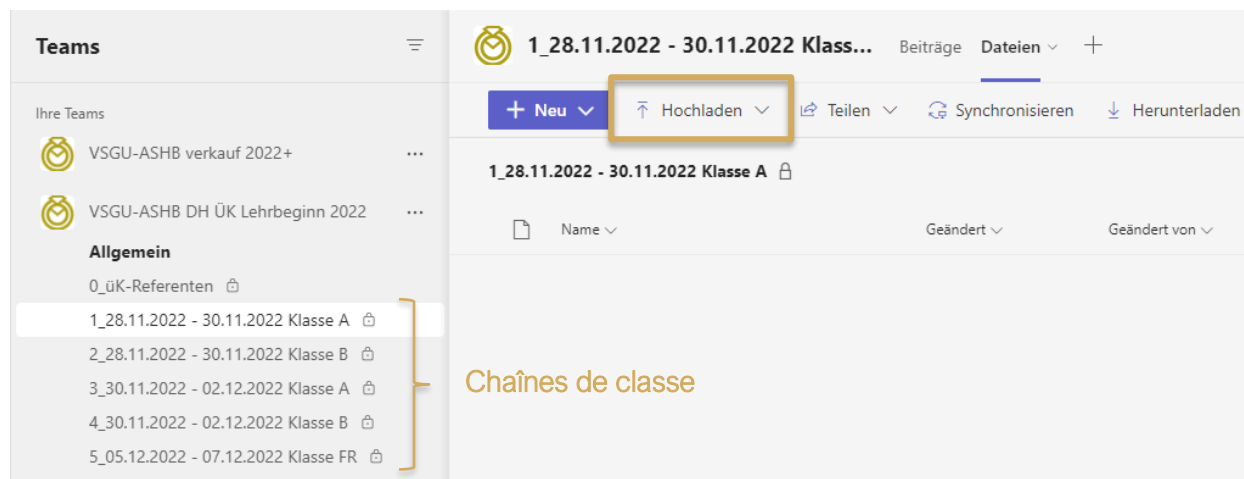 Teams
Ihre Teams
VSGU-ASHB verkauf 2022+ ...
VSGU-ASHB DH ÜK Lehrbeginn 2022 ...
Allgemein
0_üK-Referenten
1_28.11.2022 - 30.11.2022 Klasse A
2_28.11.2022 - 30.11.2022 Klasse B
3_30.11.2022 - 02.12.2022 Klasse A
4_30.11.2022 - 02.12.2022 Klasse B
5_05.12.2022 - 07.12.2022 Klasse FR
Chaînes de classe
1_28.11.2022 - 30.11.2022 Klass... Beiträge Dateien +
+ Neu Hochladen Teilen Synchronisieren Herunterladen
1_28.11.2022 - 30.11.2022 Klasse A
Name Geändert Geändert von